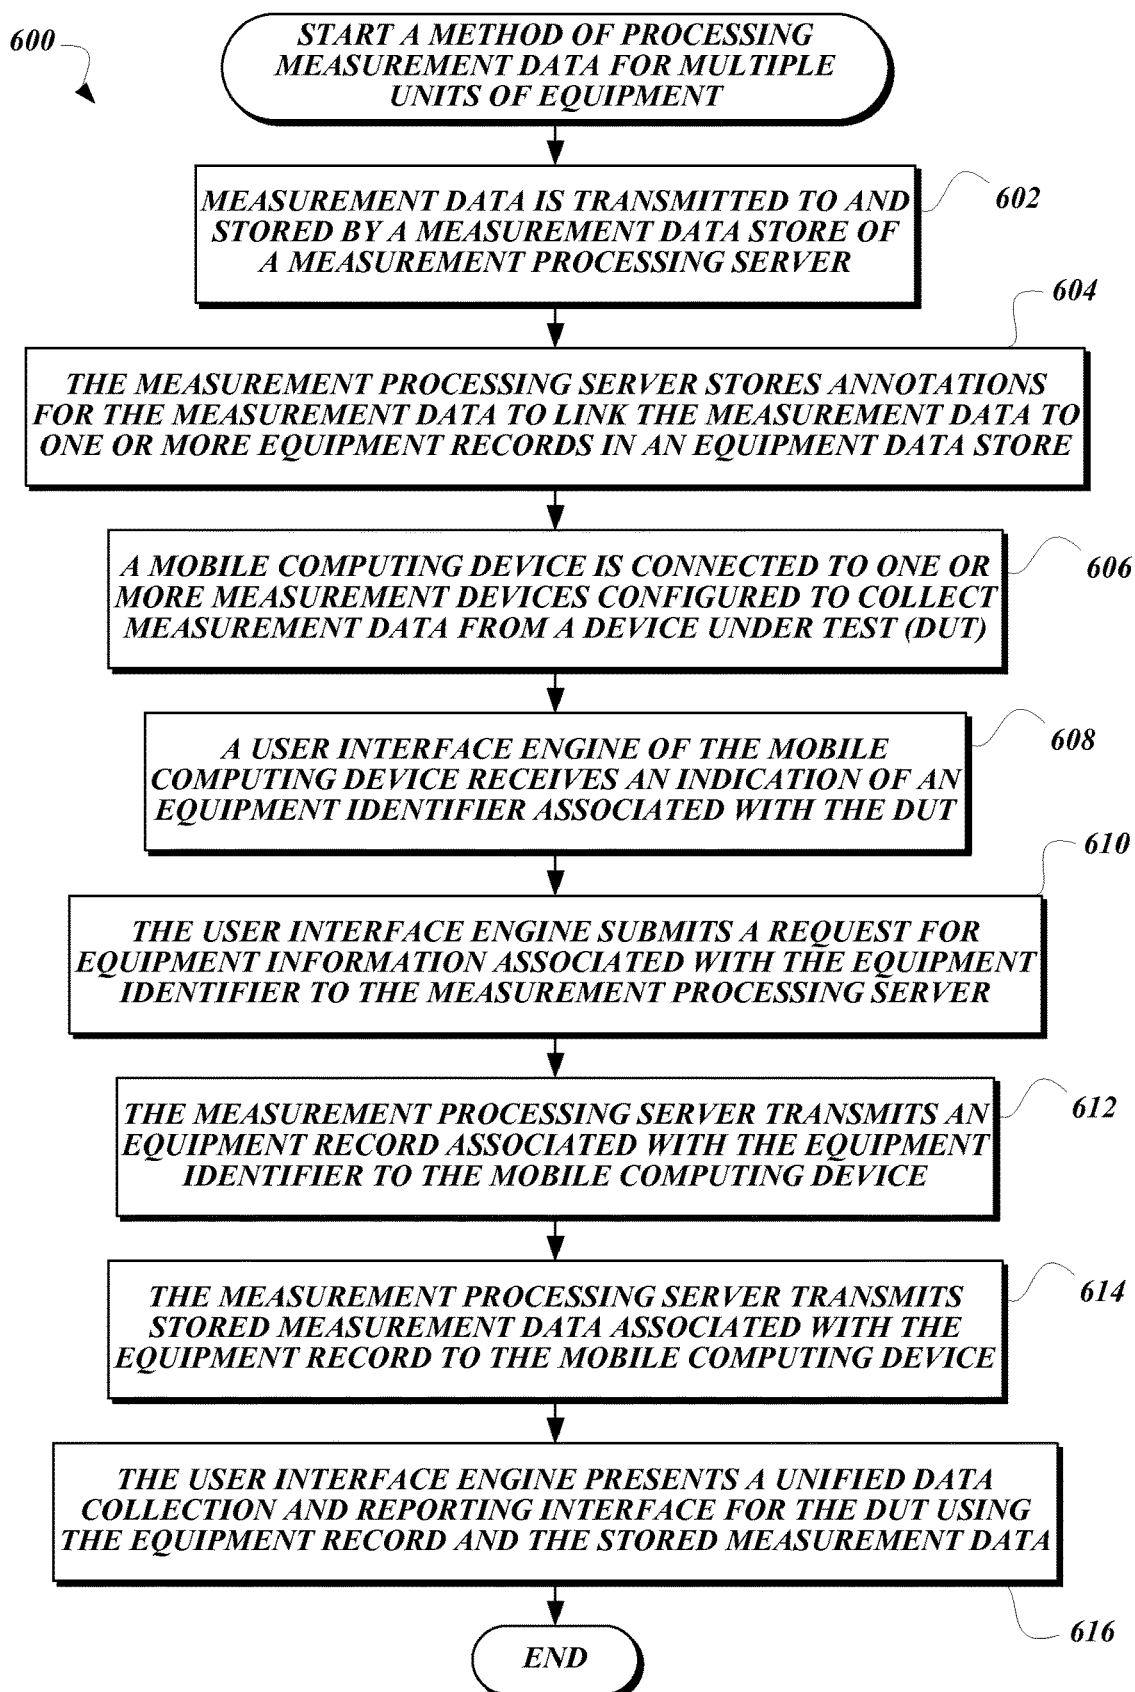 600
START A METHOD OF PROCESSING
MEASUREMENT DATA FOR MULTIPLE
UNITS OF EQUIPMENT
MEASUREMENT DATA IS TRANSMITTED TO AND
STORED BY A MEASUREMENT DATA STORE OF
A MEASUREMENT PROCESSING SERVER
602
604
THE MEASUREMENT PROCESSING SERVER STORES ANNOTATIONS
FOR THE MEASUREMENT DATA TO LINK THE MEASUREMENT DATA TO
ONE OR MORE EQUIPMENT RECORDS IN AN EQUIPMENT DATA STORE
A MOBILE COMPUTING DEVICE IS CONNECTED TO ONE OR
MORE MEASUREMENT DEVICES CONFIGURED TO COLLECT
MEASUREMENT DATA FROM A DEVICE UNDER TEST (DUT)
606
A USER INTERFACE ENGINE OF THE MOBILE
COMPUTING DEVICE RECEIVES AN INDICATION OF AN
EQUIPMENT IDENTIFIER ASSOCIATED WITH THE DUT
608
610
THE USER INTERFACE ENGINE SUBMITS A REQUEST FOR
EQUIPMENT INFORMATION ASSOCIATED WITH THE EQUIPMENT
IDENTIFIER TO THE MEASUREMENT PROCESSING SERVER
THE MEASUREMENT PROCESSING SERVER TRANSMITS AN
EQUIPMENT RECORD ASSOCIATED WITH THE EQUIPMENT
IDENTIFIER TO THE MOBILE COMPUTING DEVICE
612
THE MEASUREMENT PROCESSING SERVER TRANSMITS
STORED MEASUREMENT DATA ASSOCIATED WITH THE
EQUIPMENT RECORD TO THE MOBILE COMPUTING DEVICE
614
THE USER INTERFACE ENGINE PRESENTS A UNIFIED DATA
COLLECTION AND REPORTING INTERFACE FOR THE DUT USING
THE EQUIPMENT RECORD AND THE STORED MEASUREMENT DATA
616
END